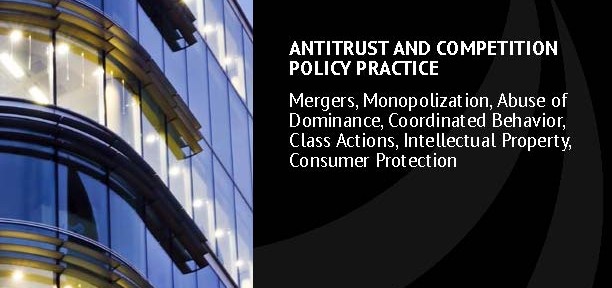 ANTITRUST AND COMPETITION
POLICY PRACTICE
Mergers, Monopolization, Abuse of
Dominance, Coordinated Behavior,
Class Actions, Intellectual Property,
Consumer Protection